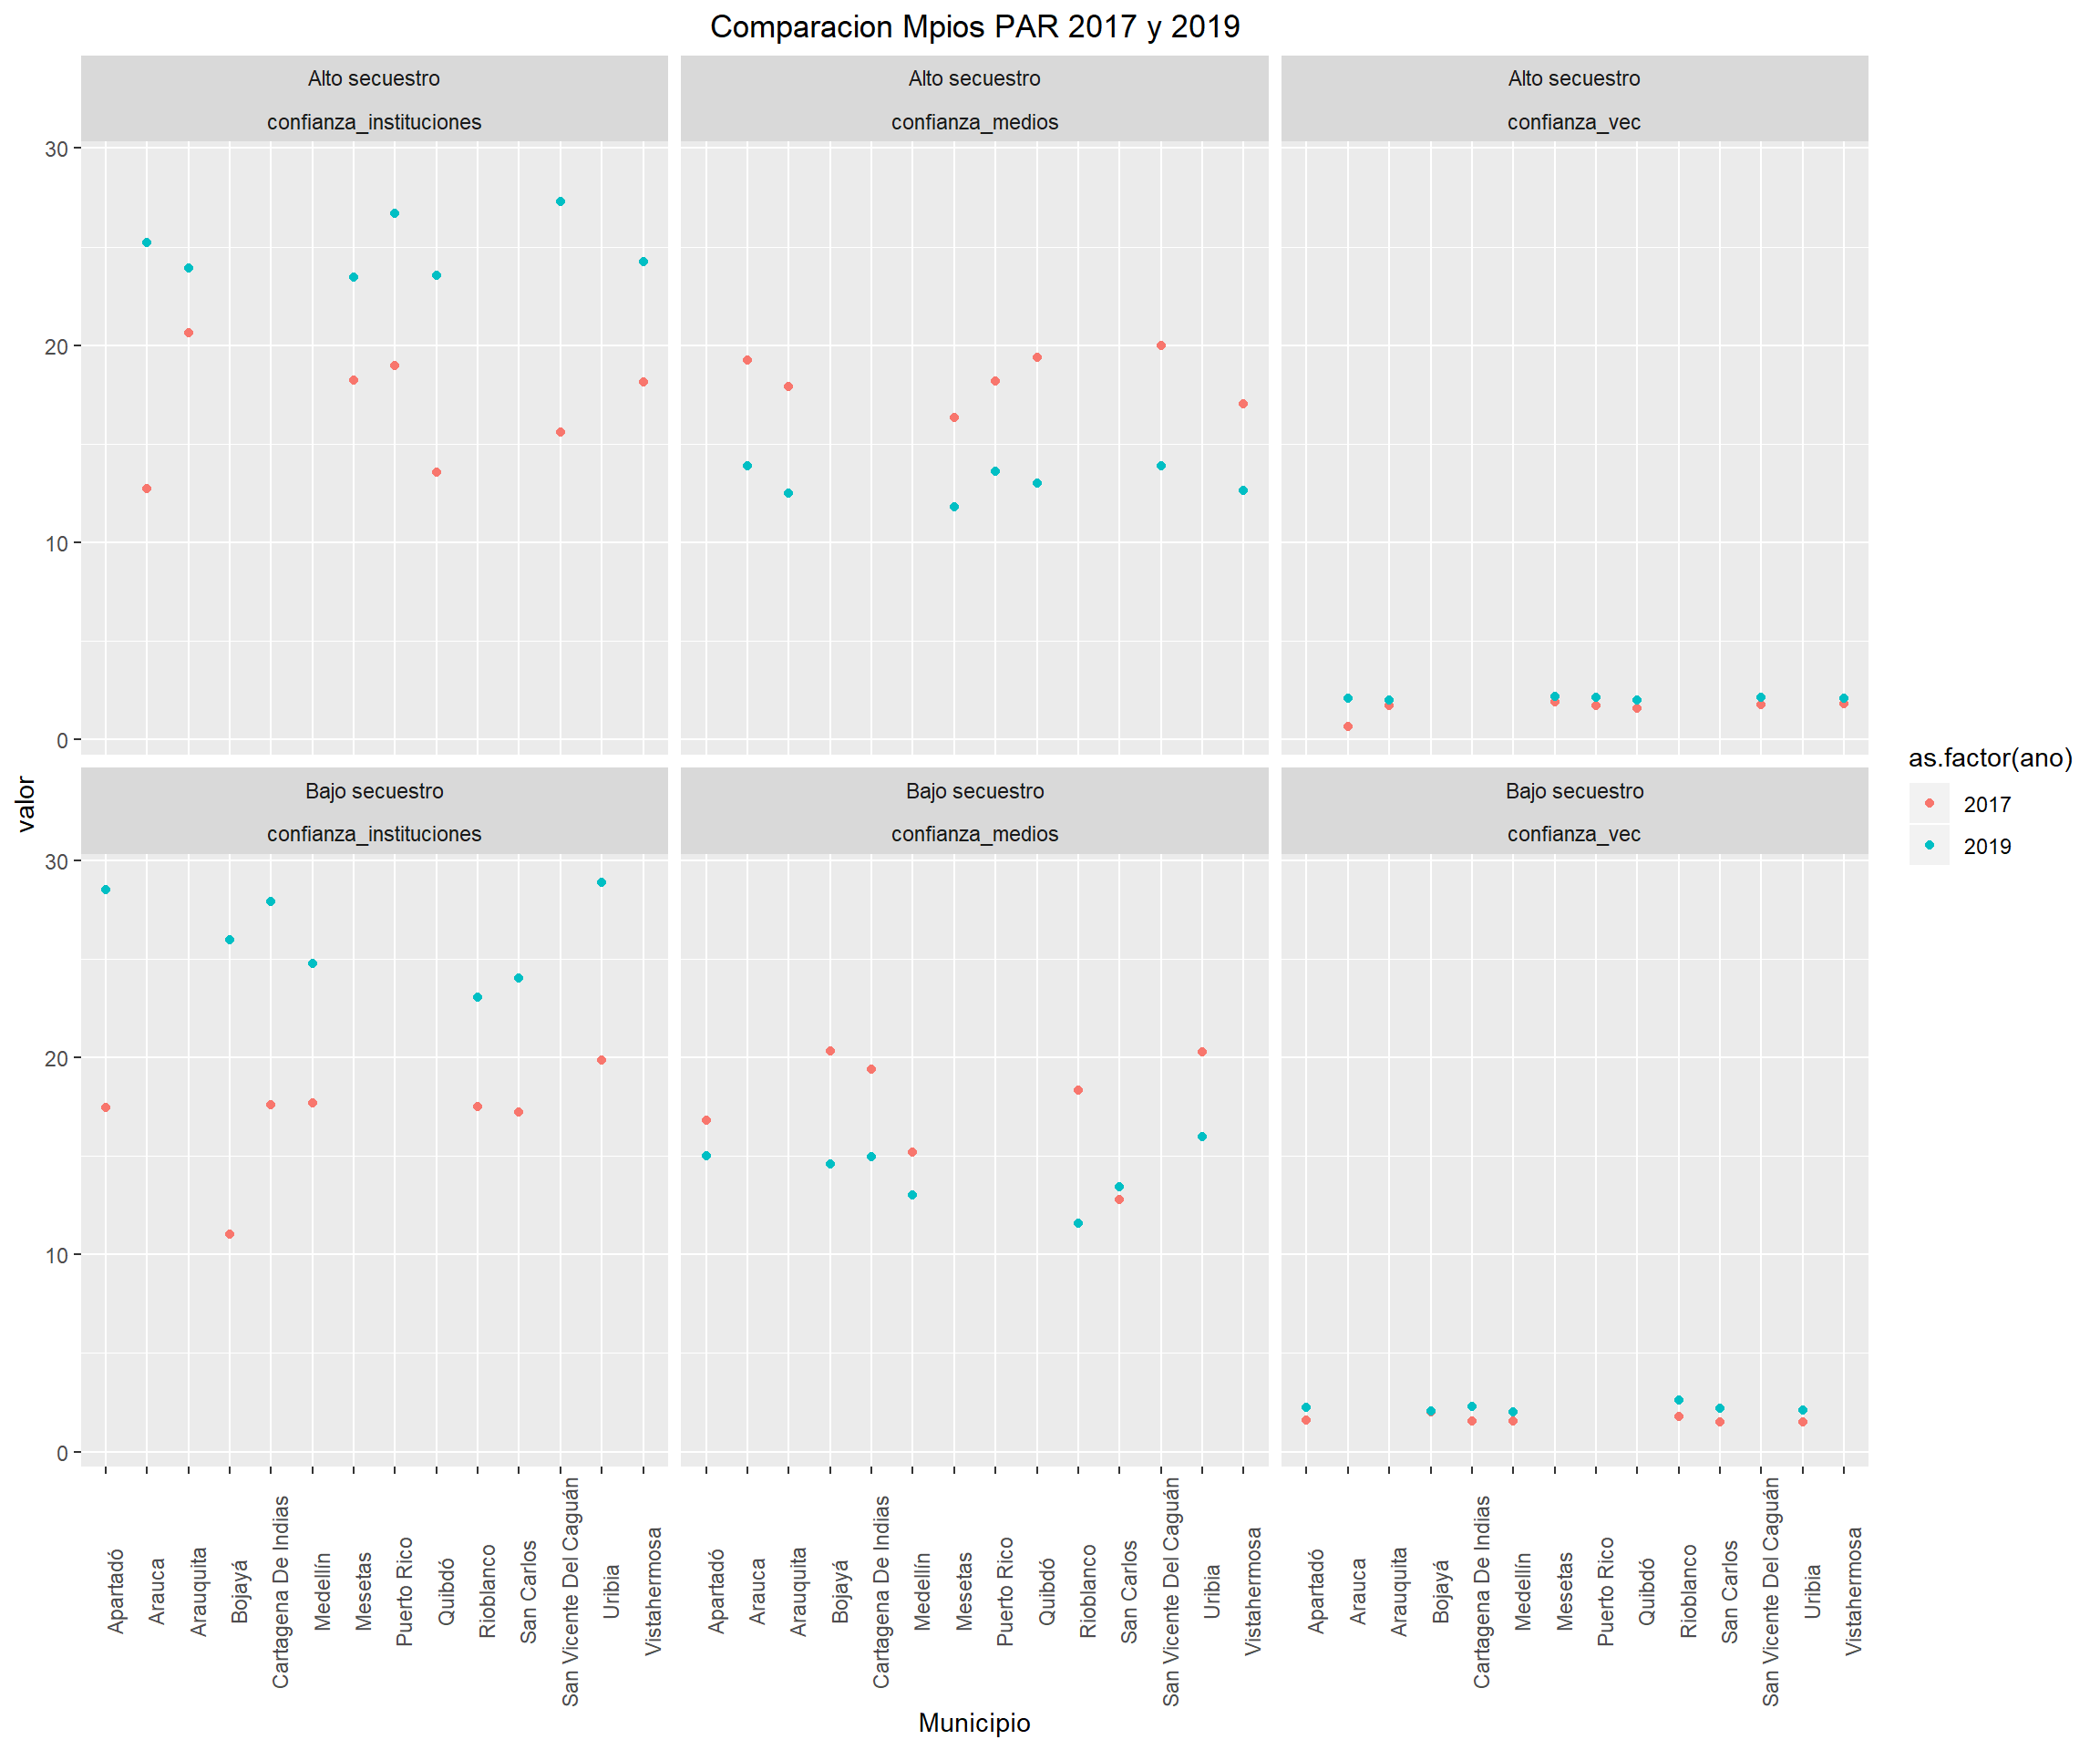 Comparacion Mpios PAR 2017 y 2019
Alto secuestro
confianza_instituciones
Alto secuestro
confianza_medios
Alto secuestro
confianza_vec
30
20
10
0
Bajo secuestro
confianza_instituciones
Bajo secuestro
confianza_medios
Bajo secuestro
confianza_vec
30
20
10
0
valor
as.factor(ano)
2017
2019
Apartadó
Arauca
Arauquita
Bojayá
Cartagena De Indias
Medellín
Mesetas
Puerto Rico
Quibdó
Rioblanco
San Carlos
San Vicente Del Caguán
Uribia
Vistahermosa
Apartadó
Arauca
Arauquita
Bojayá
Cartagena De Indias
Medellín
Mesetas
Puerto Rico
Quibdó
Rioblanco
San Carlos
San Vicente Del Caguán
Uribia
Vistahermosa
Apartadó
Arauca
Arauquita
Bojayá
Cartagena De Indias
Medellín
Mesetas
Puerto Rico
Quibdó
Rioblanco
San Carlos
San Vicente Del Caguán
Uribia
Vistahermosa
Municipio